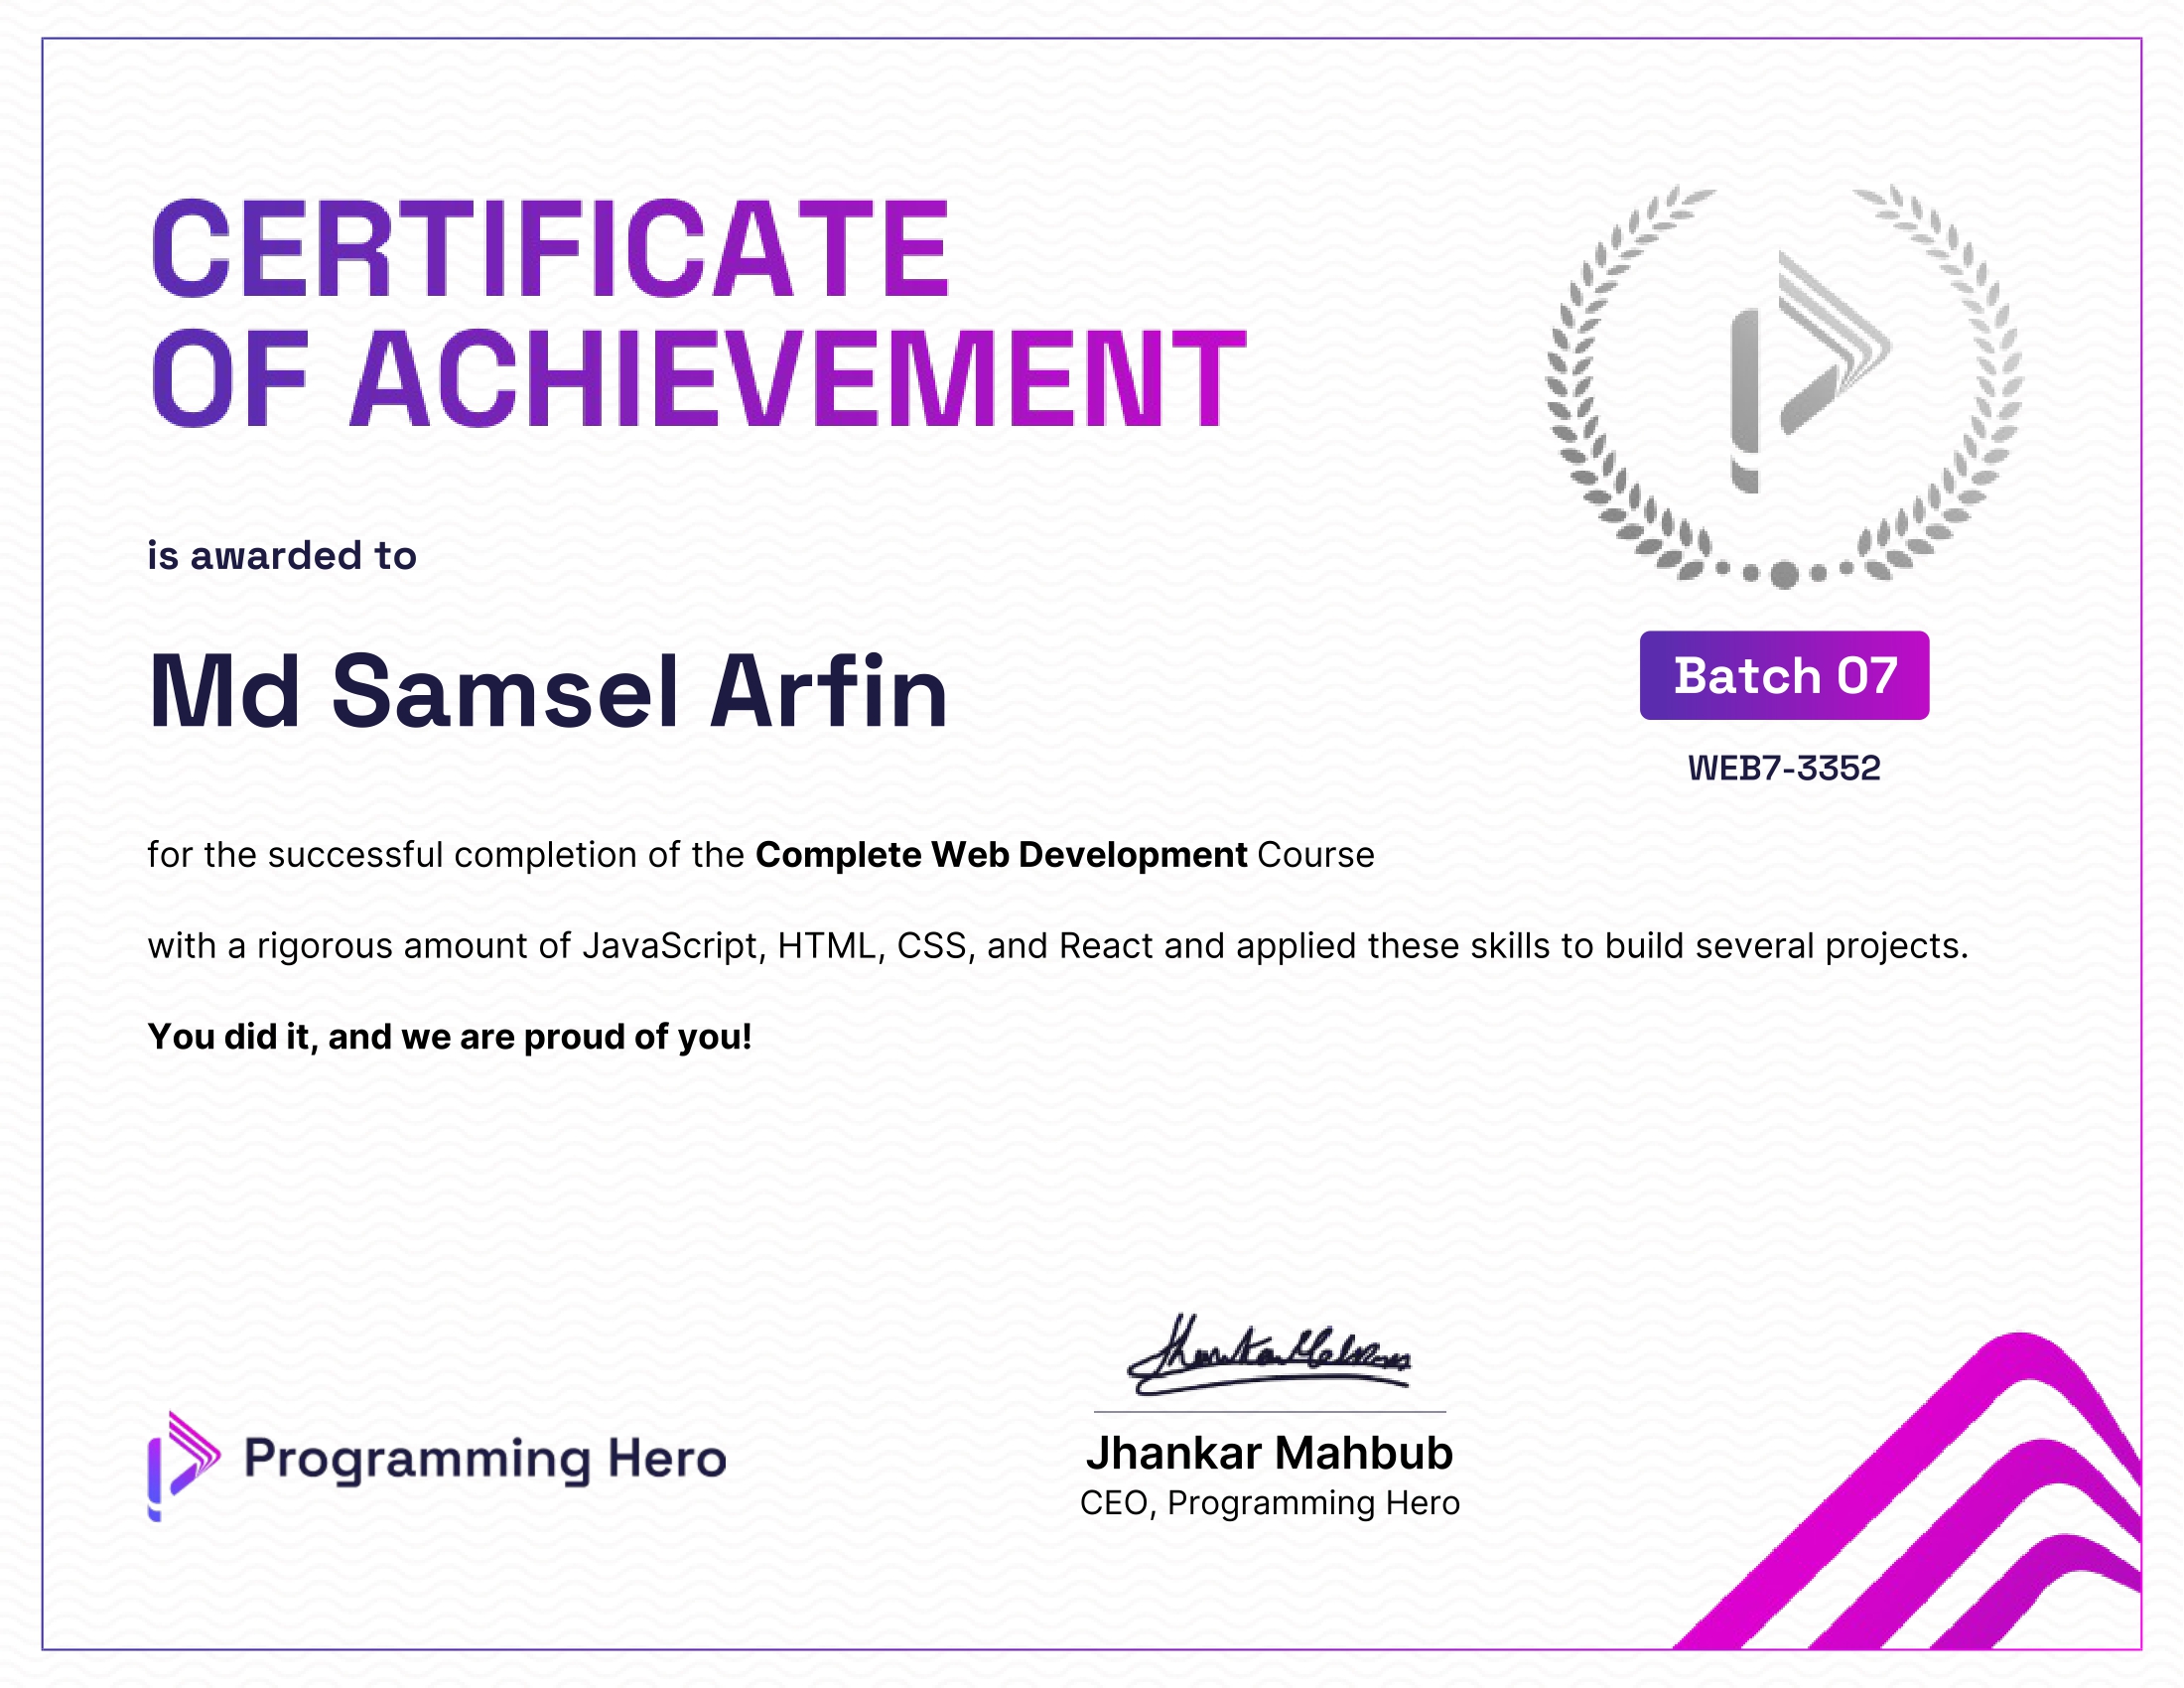 CERTIFICATE
OF ACHIEVEMENT
is awarded to
Md Samsel Arfin
Batch 07
WEB7-3352
for the successful completion of the Complete Web Development Course
with a rigorous amount of JavaScript, HTML, CSS, and React and applied these skills to build several projects.
You did it, and we are proud of you!
Programming Hero
Jhankar Mahbub
Jhankar Mahbub
CEO, Programming Hero